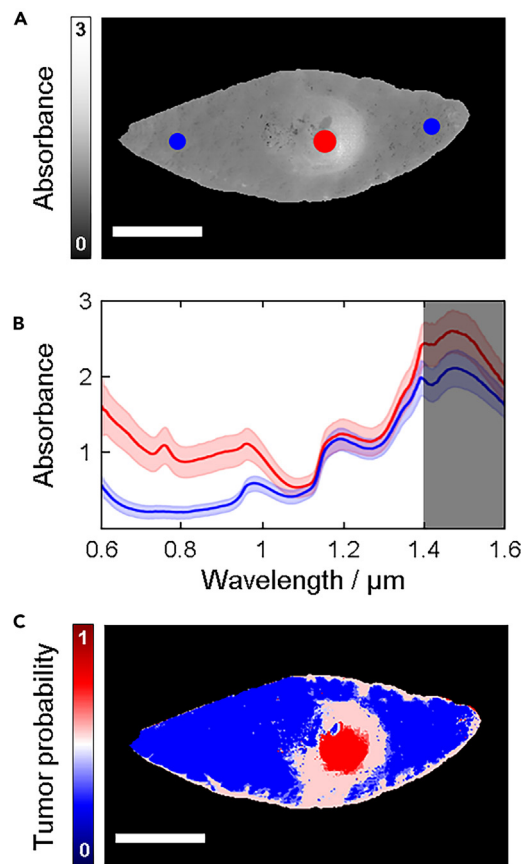 A
3
Absorbance
0
B
3
2
1
Absorbance
0.6 0.8 1 1.2 1.4 1.6
Wavelength / µm
C
1
Tumor probability
0